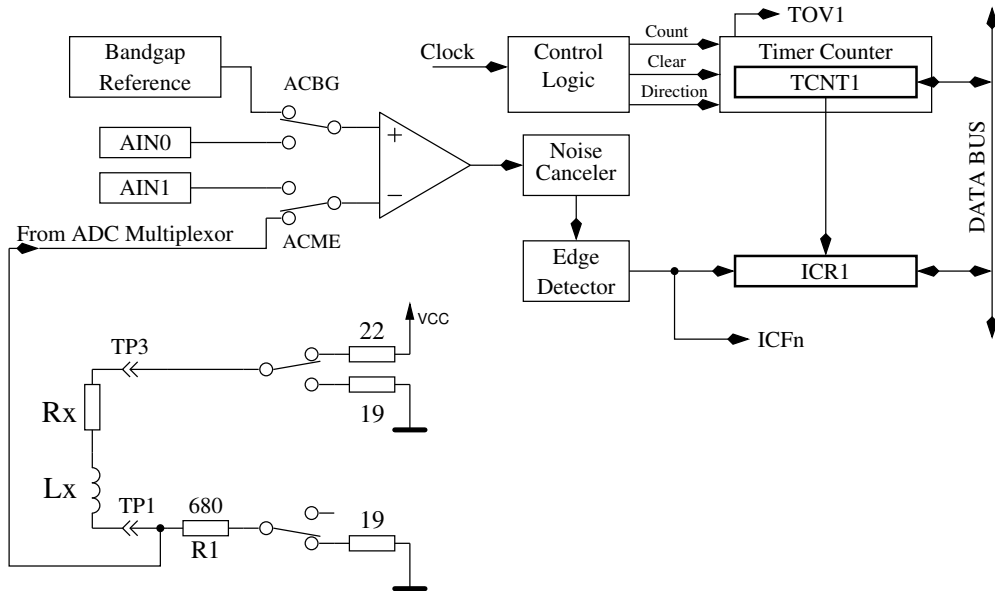 TOV1
Bandgap
Reference
ACBG
Clock
Control
Logic
Count
Clear
Direction
Timer Counter
TCNT1
AIN0
AIN1
+
−
Noise
Canceler
DATA BUS
From ADC Multiplexor
ACME
Edge
Detector
ICR1
ICFn
VCC
22
TP3
19
Rx
Lx
TP1
680
R1
19